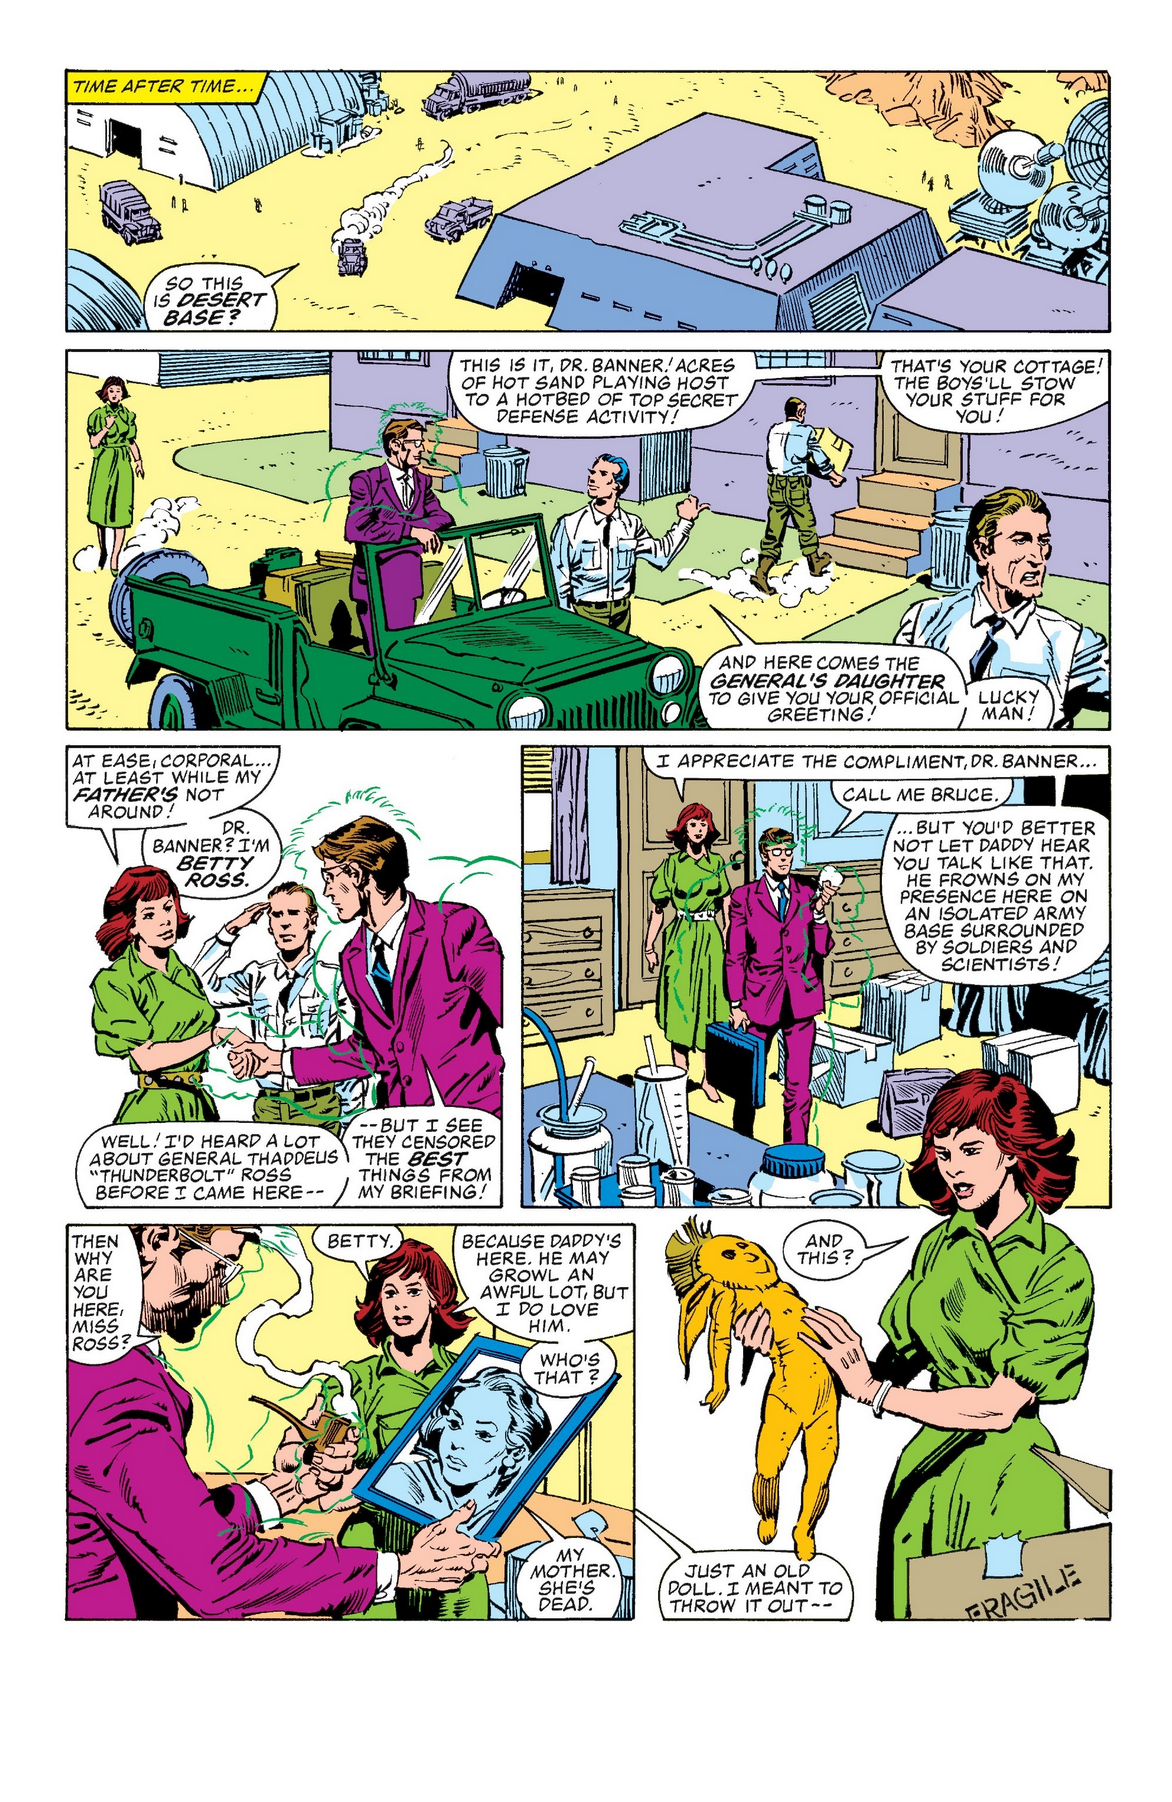 TIME AFTER TIME...
SO THIS
IS DESERT
BASE?
THIS IS IT, DR. BANNER! ACRES
OF HOT SAND PLAYING HOST
TO A HOTBED OF TOP SECRET
DEFENSE ACTIVITY!
THAT'S YOUR COTTAGE!
THE BOYS'LL STOW
YOUR STUFF FOR
YOU!
AND HERE COMES THE
GENERAL'S DAUGHTER
TO GIVE YOU YOUR OFFICIAL
GREETING!
LUCKY
MAN!
AT EASE, CORPORAL...
AT LEAST WHILE MY
FATHER'S NOT
AROUND!
DR.
BANNER? I'M
BETTY
ROSS.
WELL! I'D HEARD A LOT
ABOUT GENERAL THADDEUS
"THUNDERBOLT" ROSS
BEFORE I CAME HERE--
--BUT I SEE
THEY CENSORED
THE BEST
THINGS FROM
MY BRIEFING!
I APPRECIATE THE COMPLIMENT, DR. BANNER...
CALL ME BRUCE.
...BUT YOU'D BETTER
NOT LET DADDY HEAR
YOU TALK LIKE THAT.
HE FROWNS ON MY
PRESENCE HERE ON
AN ISOLATED ARMY
BASE SURROUNDED
BY SOLDIERS AND
SCIENTISTS!
THEN
WHY
ARE
YOU
HERE,
MISS
ROSS?
BETTY.
BECAUSE DADDY'S
HERE. HE MAY
GROWL AN
AWFUL LOT, BUT
I DO LOVE
HIM.
WHO'S
THAT?
MY
MOTHER.
SHE'S
DEAD.
AND
THIS?
JUST AN OLD
DOLL. I MEANT TO
THROW IT OUT--
FRAGILE